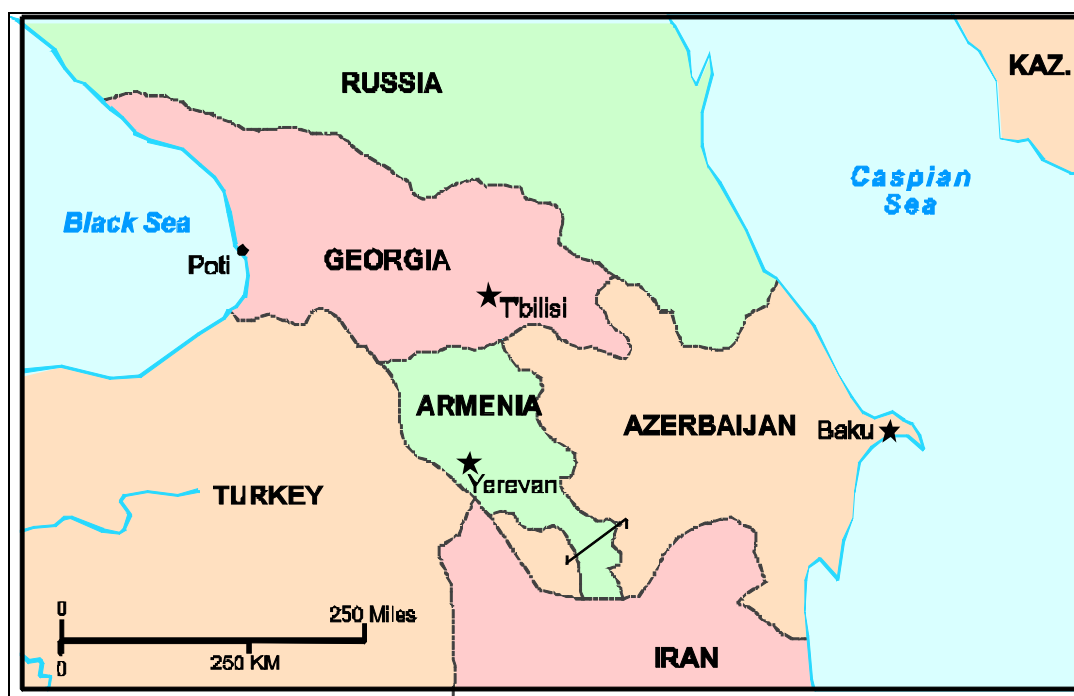 RUSSIA
KAZ.
Caspian
Sea
Black Sea
Poti
GEORGIA
T'bilisi
ARMENIA
AZERBAIJAN
Baku
Yerevan
TURKEY
0
250 Miles
0
250 KM
IRAN